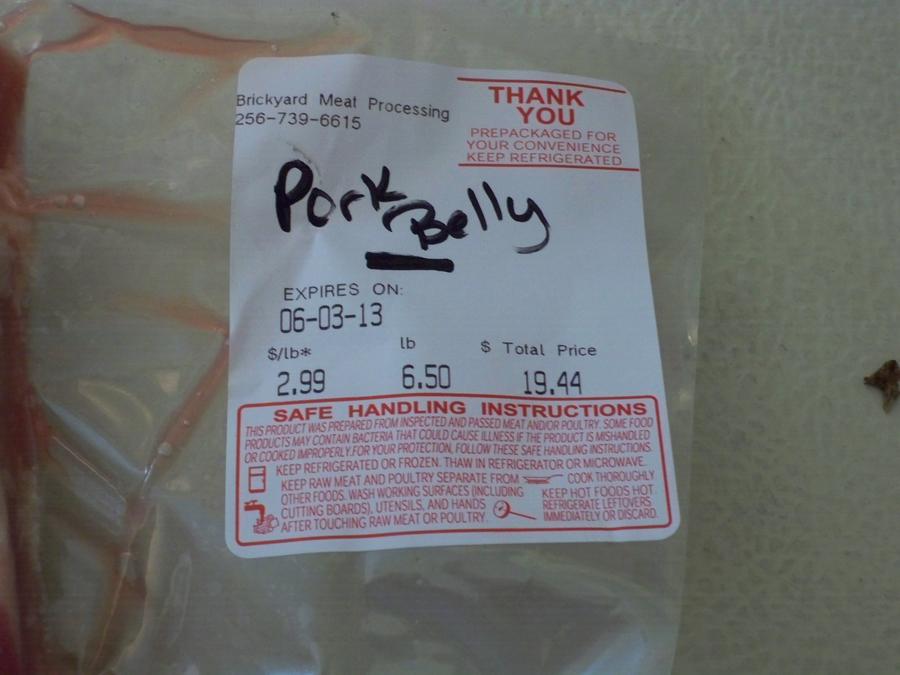 Brickyard Meat Processing
256-739-6615
THANK
YOU
PREPACKAGED FOR
YOUR CONVENIENCE
KEEP REFRIGERATED
Pork Belly
EXPIRES ON:
06-03-13
$/lb* lb $ Total Price
2.99 6.50 19.44
SAFE HANDLING INSTRUCTIONS
THIS PRODUCT WAS PREPARED FROM INSPECTED AND PASSED MEAT AND/OR POULTRY. SOME FOOD
PRODUCTS MAY CONTAIN BACTERIA THAT COULD CAUSE ILLNESS IF THE PRODUCT IS MISHANDLED
OR COOKED IMPROPERLY. FOR YOUR PROTECTION, FOLLOW THESE SAFE HANDLING INSTRUCTIONS.
KEEP REFRIGERATED OR FROZEN. THAW IN REFRIGERATOR OR MICROWAVE.
KEEP RAW MEAT AND POULTRY SEPARATE FROM
OTHER FOODS. WASH WORKING SURFACES (INCLUDING
CUTTING BOARDS), UTENSILS, AND HANDS
AFTER TOUCHING RAW MEAT OR POULTRY.
COOK THOROUGHLY
KEEP HOT FOODS HOT.
REFRIGERATE LEFTOVERS
IMMEDIATELY OR DISCARD.